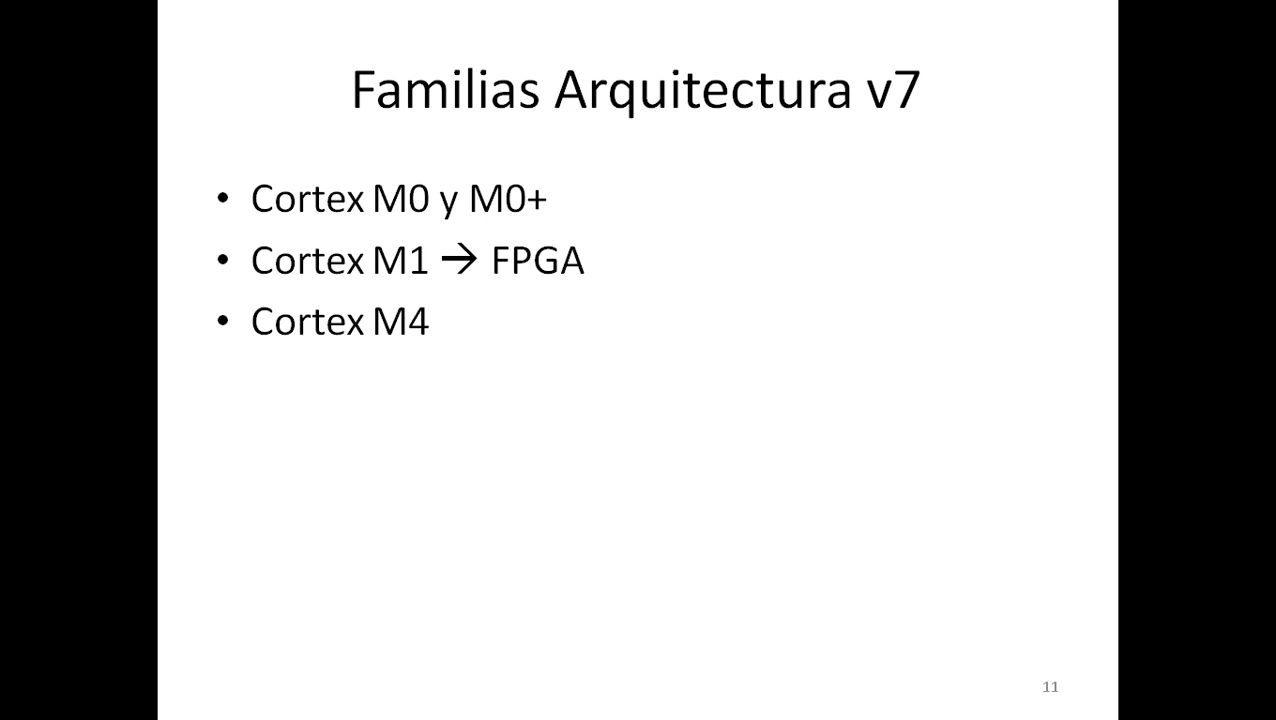 Familias Arquitectura v7
• Cortex M0 y M0+
• Cortex M1 → FPGA
• Cortex M4
11